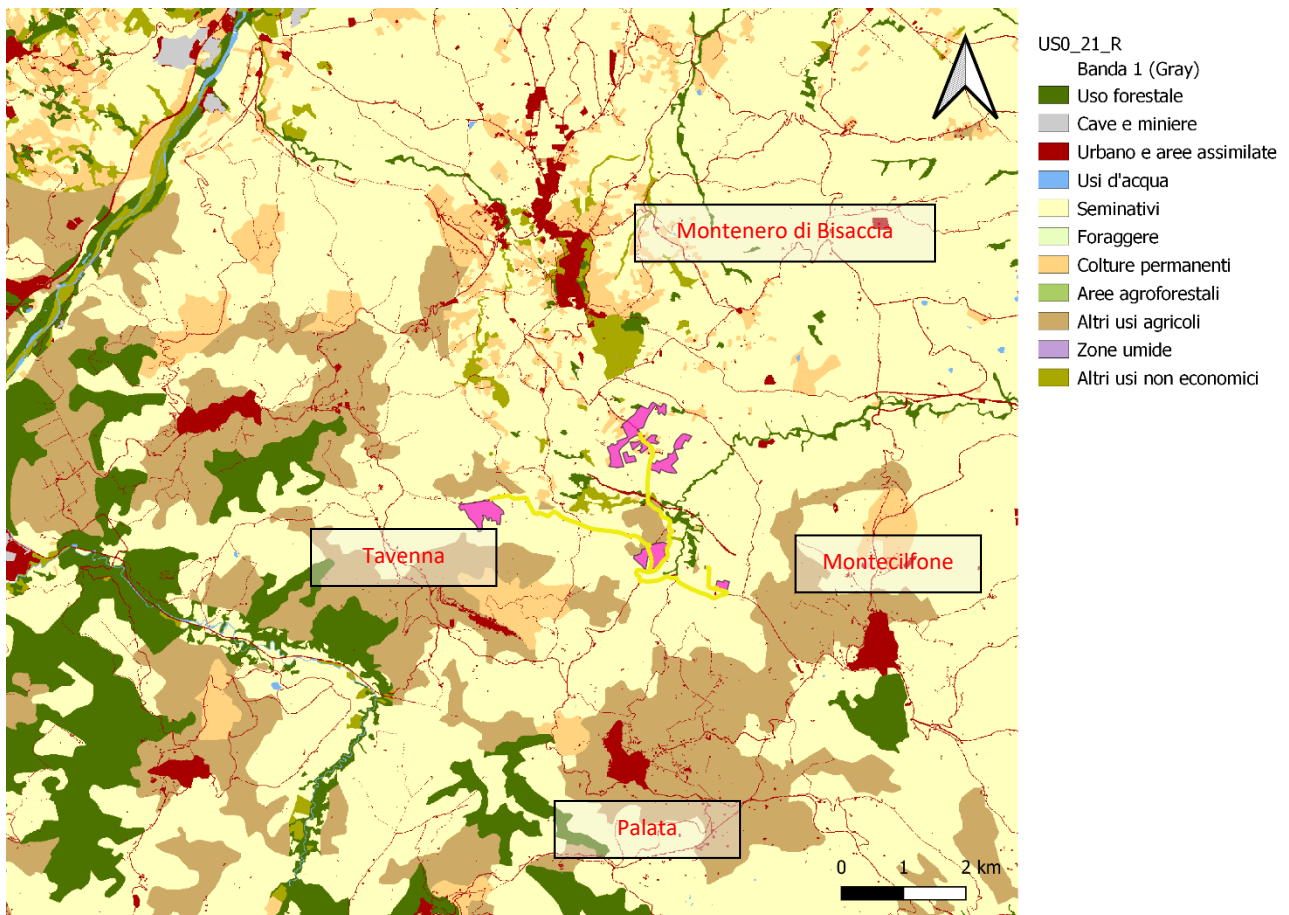 US0_21_R
Banda 1 (Gray)
Uso forestale
Cave e miniere
Urbano e aree assimilate
Usi d'acqua
Seminativi
Foraggere
Colture permanenti
Aree agroforestali
Altri usi agricoli
Zone umide
Altri usi non economici
Montenero di Bisaccia
Tavenna
Montecilfone
Palata
0 1 2 km